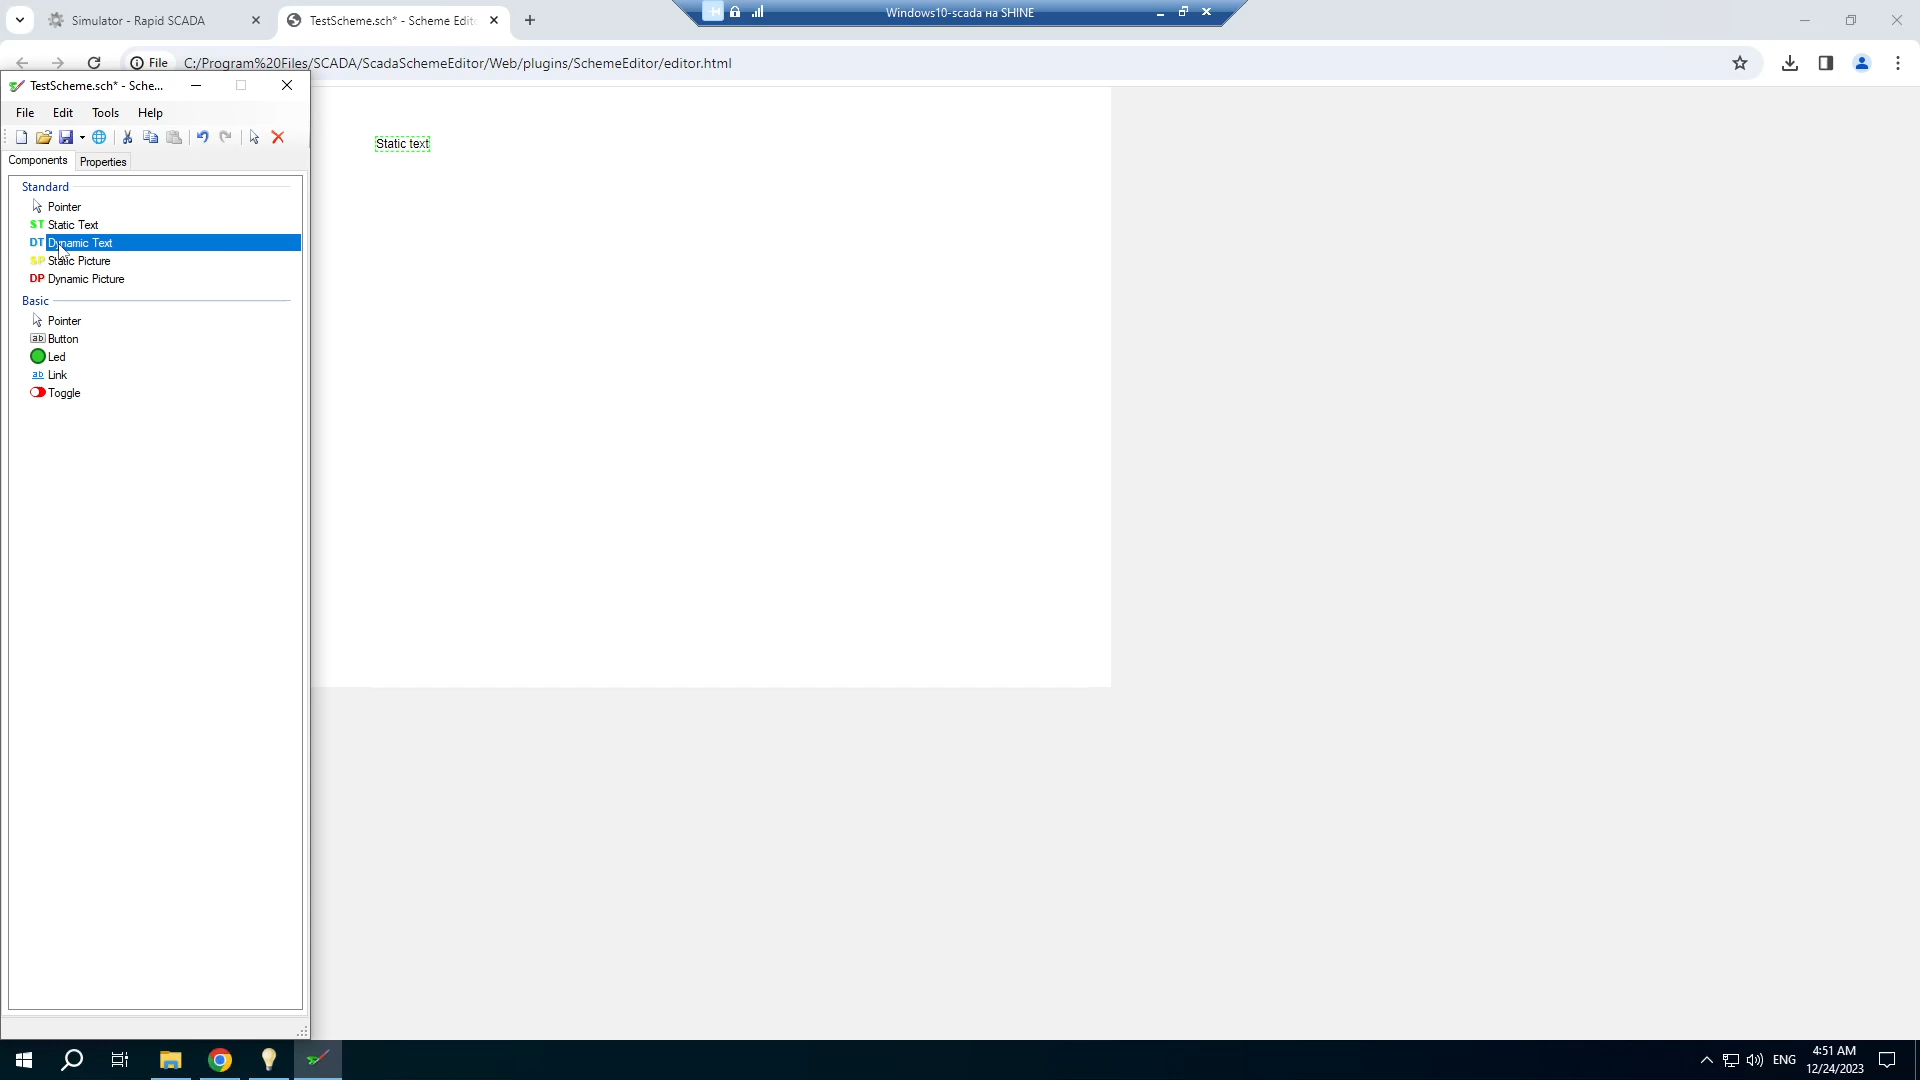 Simulator - Rapid SCADA
TestScheme.sch* - Scheme Edit
Windows10-scada на SHINE
File
C:/Program%20Files/SCADA/ScadaSchemeEditor/Web/plugins/SchemeEditor/editor.html
TestScheme.sch* - Sche...
File Edit Tools Help
Components Properties
Standard
Pointer
ST Static Text
DT Dynamic Text
SP Static Picture
DP Dynamic Picture
Basic
Pointer
ab Button
Led
ab Link
Toggle
Static text
ENG
4:51 AM
12/24/2023